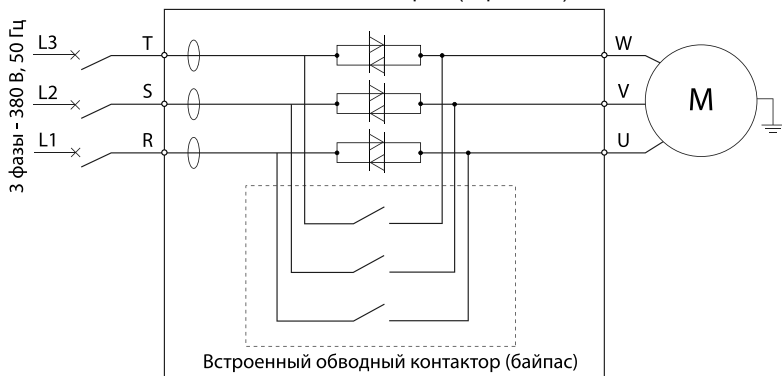 3 фазы - 380 В, 50 Гц
L3 T W
L2 S V
L1 R U
M
Встроенный обводный контактор (байпас)